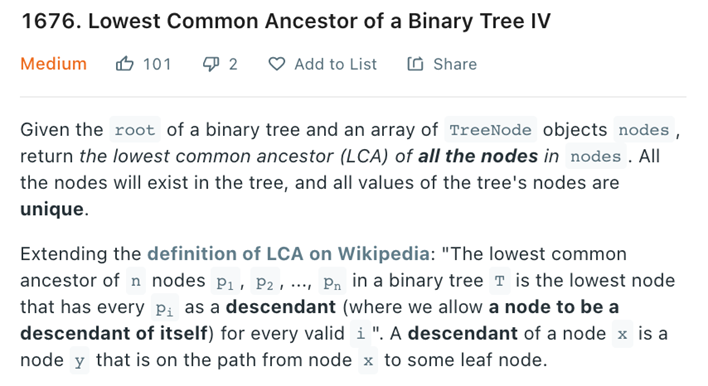 1676. Lowest Common Ancestor of a Binary Tree IV
Medium 101 2 Add to List Share
Given the root of a binary tree and an array of TreeNode objects nodes ,
return the lowest common ancestor (LCA) of all the nodes in nodes . All
the nodes will exist in the tree, and all values of the tree's nodes are
unique.
Extending the definition of LCA on Wikipedia: "The lowest common
ancestor of n nodes p₁ , p₂ , ..., pₙ in a binary tree T is the lowest node
that has every pᵢ as a descendant (where we allow a node to be a
descendant of itself) for every valid i ". A descendant of a node x is a
node y that is on the path from node x to some leaf node.